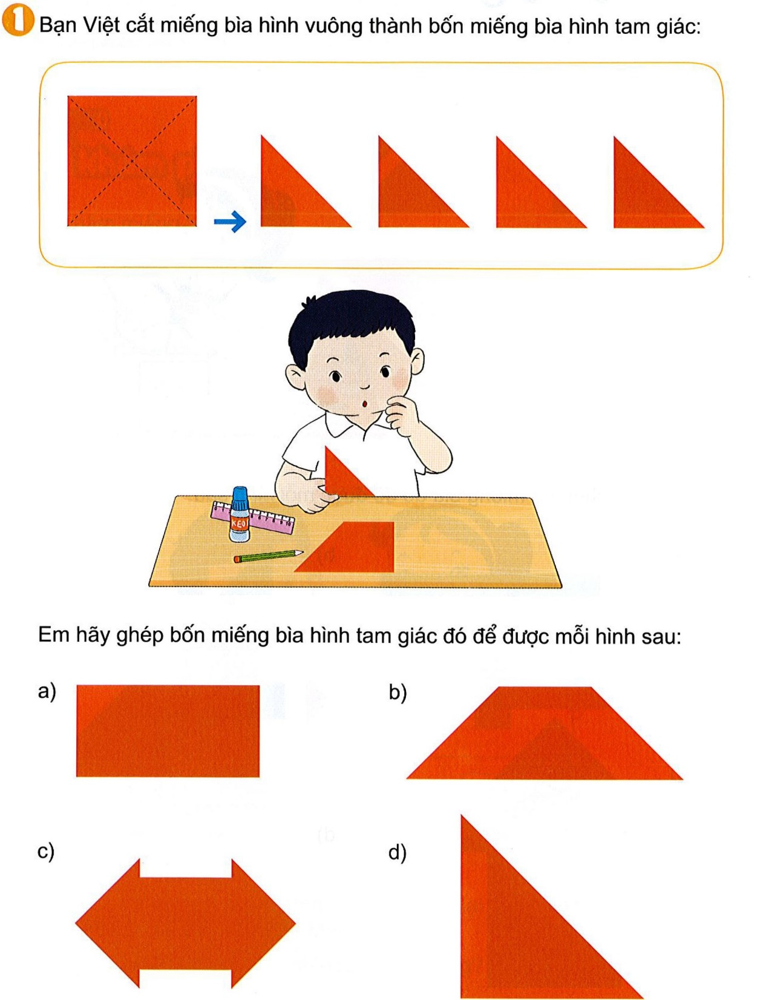 1 Bạn Việt cắt miếng bìa hình vuông thành bốn miếng bìa hình tam giác:
KEO
Em hãy ghép bốn miếng bìa hình tam giác đó để được mỗi hình sau:
a)
b)
c)
d)